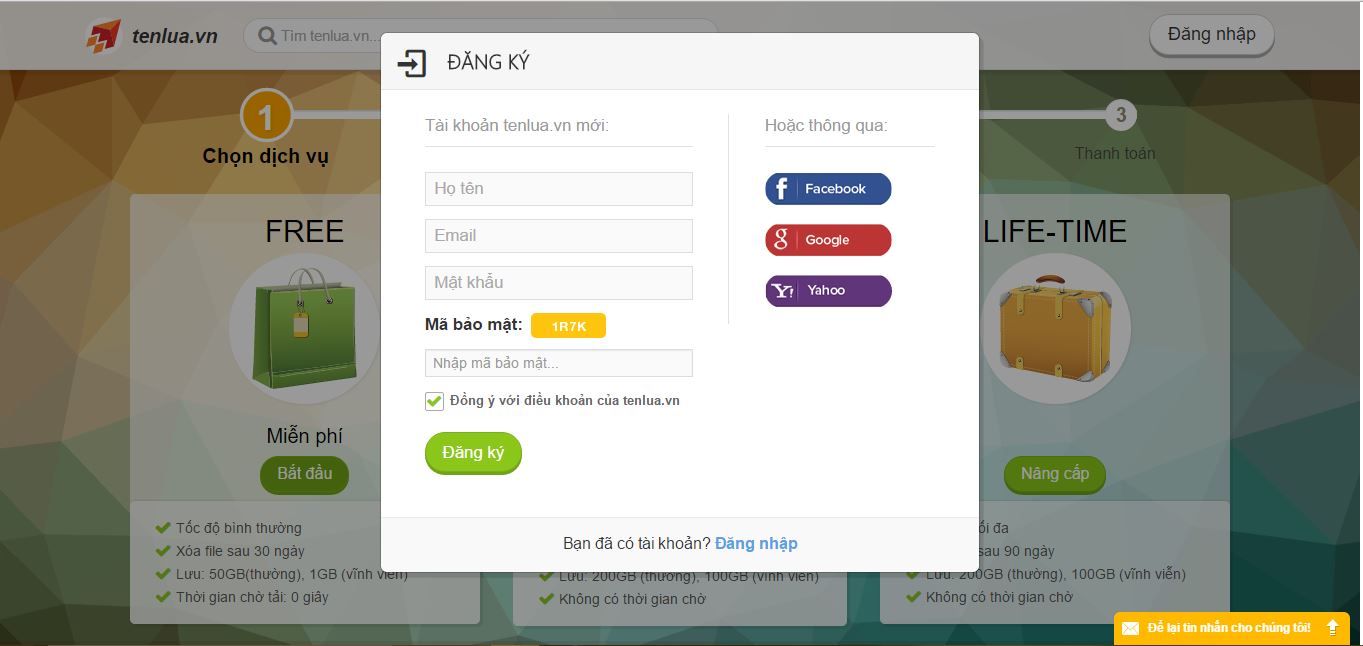 tenlua.vn
Tìm tenlua.vn...
Đăng nhập
ĐĂNG KÝ
1
Chọn dịch vụ
3
Thanh toán
Tài khoản tenlua.vn mới:
Họ tên
Email
Mật khẩu
Mã bảo mật: 1R7K
Nhập mã bảo mật...
Đồng ý với điều khoản của tenlua.vn
Đăng ký
Hoặc thông qua:
Facebook
Google
Yahoo
Bạn đã có tài khoản? Đăng nhập
FREE
Miễn phí
Bắt đầu
Tốc độ bình thường
Xóa file sau 30 ngày
Lưu: 50GB(thường), 1GB (vĩnh viễn)
Thời gian chờ tải: 0 giây
Lưu: 200GB (thường), 100GB (vĩnh viễn)
Không có thời gian chờ
LIFE-TIME
Nâng cấp
đa
sau 90 ngày
Lưu: 200GB (thường), 100GB (vĩnh viễn)
Không có thời gian chờ
Để lại tin nhắn cho chúng tôi!